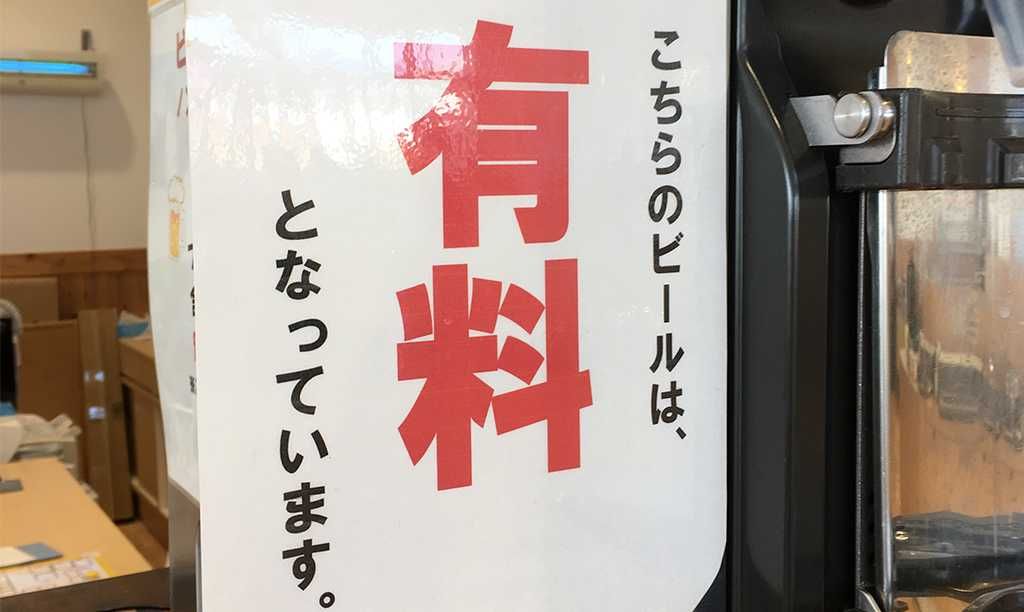 こちらのビールは、
有料
となっています。